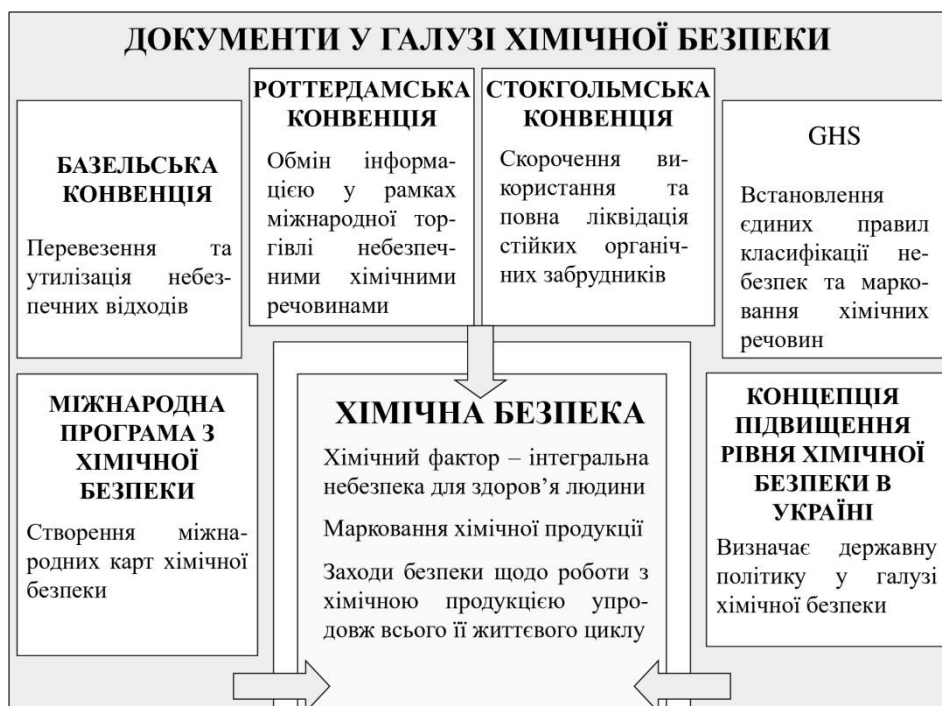 ДОКУМЕНТИ У ГАЛУЗІ ХІМІЧНОЇ БЕЗПЕКИ
БАЗЕЛЬСЬКА
КОНВЕНЦІЯ
Перевезення та
утилізація небез-
печних відходів
РОТТЕРДАМСЬКА
КОНВЕНЦІЯ
Обмін інформа-
цією у рамках
міжнародної тор-
гівлі небезпеч-
ними хімічними
речовинами
СТОКГОЛЬМСЬКА
КОНВЕНЦІЯ
Скорочення ви-
користання та
повна ліквідація
стійких органіч-
них забрудників
GHS
Встановлення
єдиних правил
класифікації не-
безпек та марко-
вання хімічних
речовин
МІЖНАРОДНА
ПРОГРАМА З
ХІМІЧНОЇ
БЕЗПЕКИ
Створення міжна-
родних карт хімічної
безпеки
ХІМІЧНА БЕЗПЕКА
Хімічний фактор – інтегральна
небезпека для здоров’я людини
Марковання хімічної продукції
Заходи безпеки щодо роботи з
хімічною продукцією упро-
довж всього її життєвого циклу
КОНЦЕПЦІЯ
ПІДВИЩЕННЯ
РІВНЯ ХІМІЧНОЇ
БЕЗПЕКИ В
УКРАЇНІ
Визначає державну
політику у галузі
хімічної безпеки